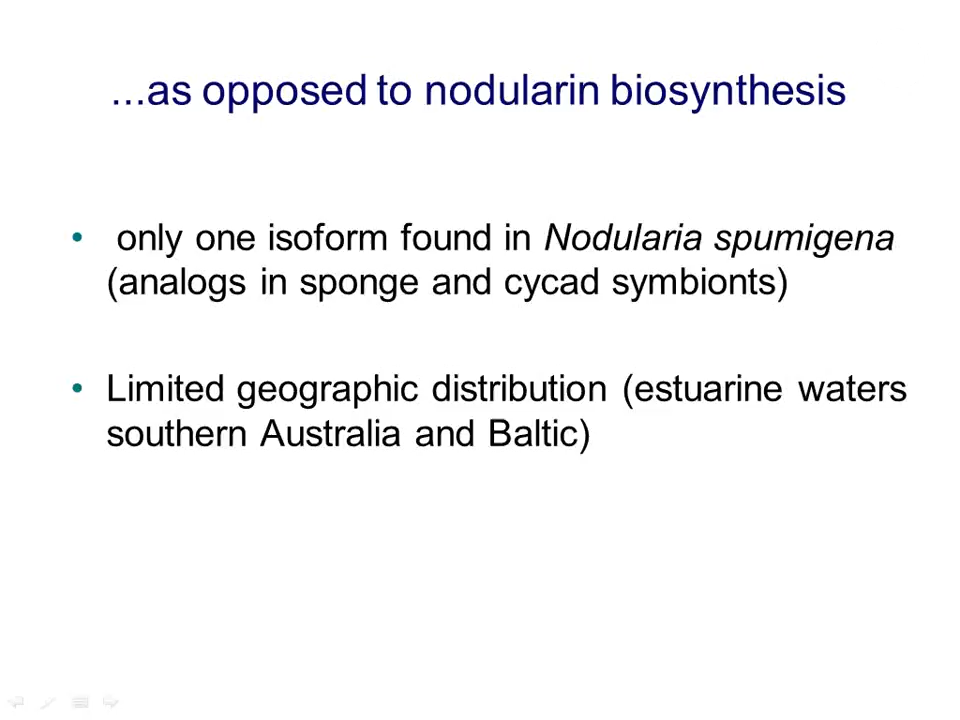 ...as opposed to nodularin biosynthesis
• only one isoform found in Nodularia spumigena
(analogs in sponge and cycad symbionts)
• Limited geographic distribution (estuarine waters
southern Australia and Baltic)